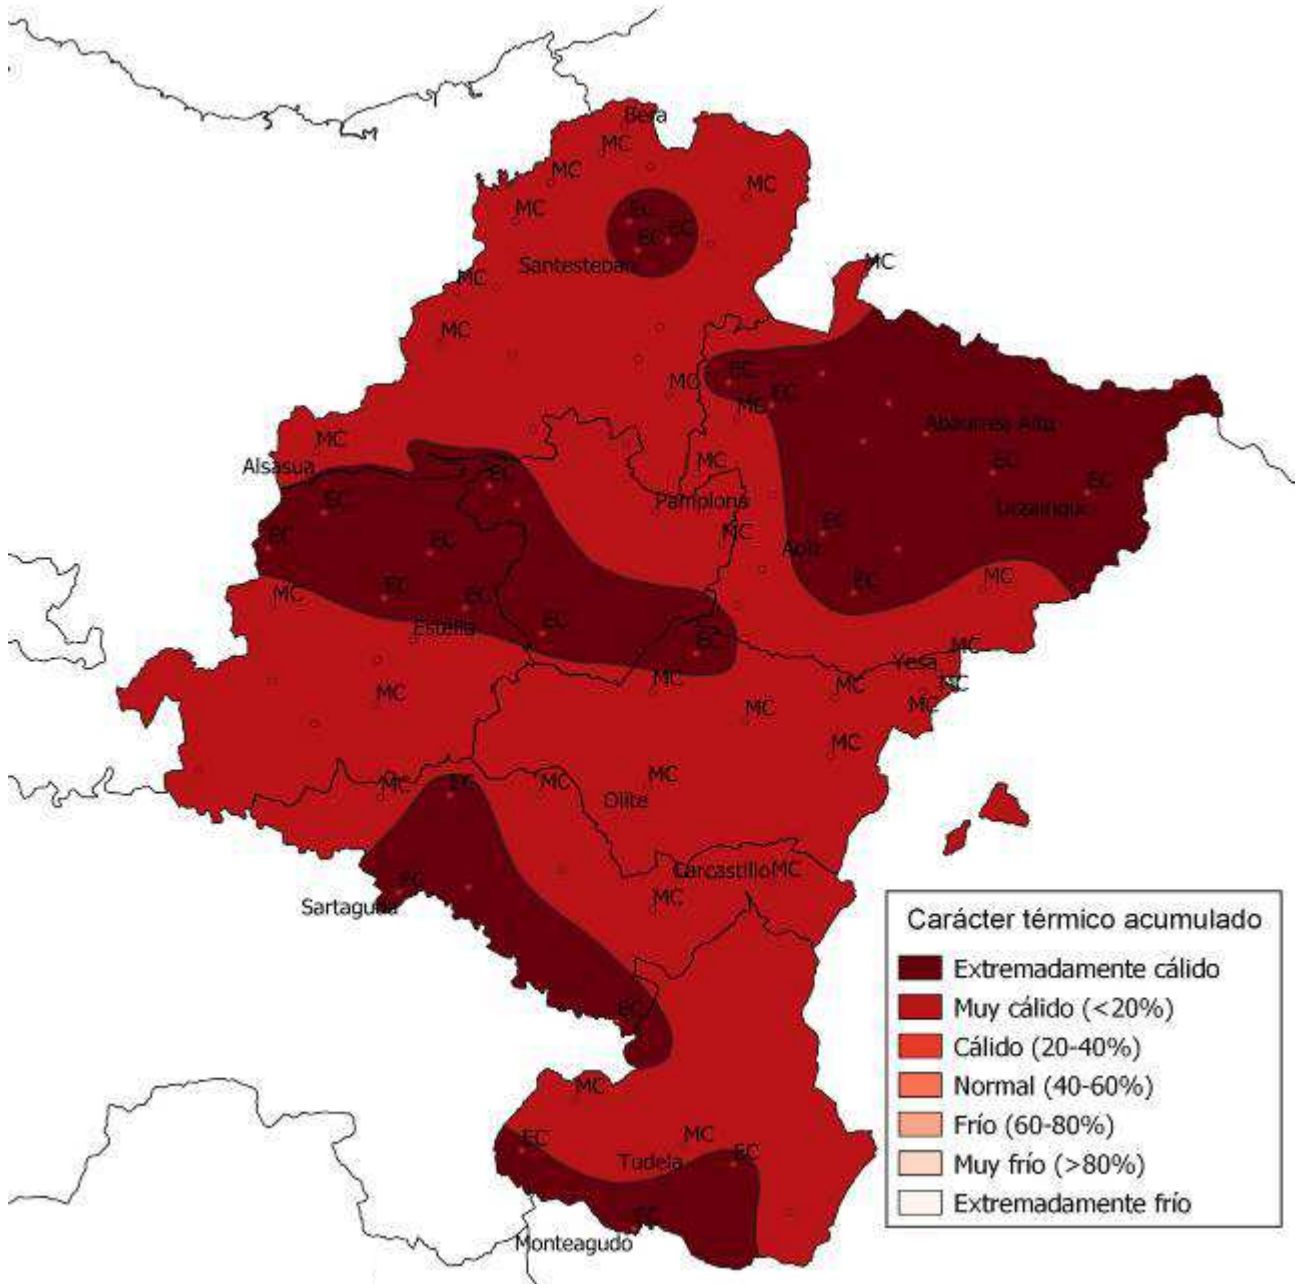 Bera
MC
MC
MC
MC
EC
EC
EC
Santesteban
MC
MC
MC
EC
MC
EC
MC
Abaurrea Alta
MC
Alsasua
MC
EC
EC
EC
Pamplona
EC
Urzainqui
MC
EC
EC
EC
Aoiz
MC
EC
EC
MC
EC
Estella
EC
EC
MC
Yesa
MC
MC
MC
MC
MC
MC
MC
MC
MC
EC
MC
Olite
Carcastillo
MC
EC
MC
Sartaguda
EC
MC
MC
EC
EC
Tudela
EC
Monteagudo
Carácter térmico acumulado
Extremadamente cálido
Muy cálido (<20%)
Cálido (20-40%)
Normal (40-60%)
Frío (60-80%)
Muy frío (>80%)
Extremadamente frío